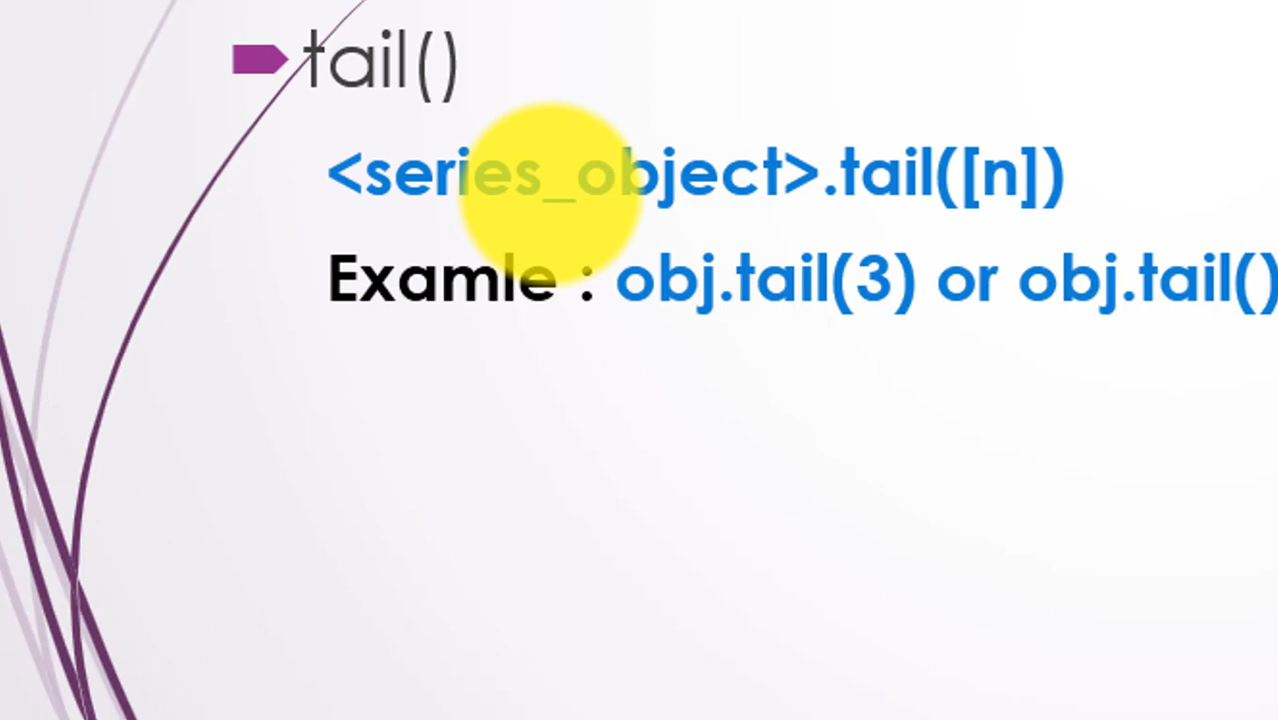 tail()
<series_object>.tail([n])
Examle : obj.tail(3) or obj.tail()